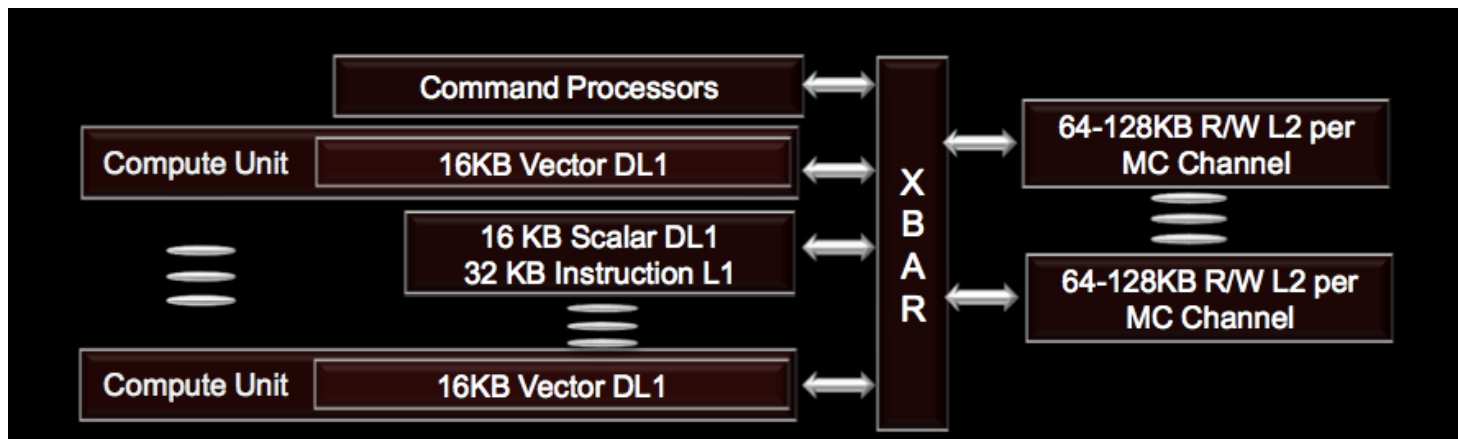 Command Processors
Compute Unit
16KB Vector DL1
16 KB Scalar DL1
32 KB Instruction L1
Compute Unit
16KB Vector DL1
X
B
A
R
64-128KB R/W L2 per
MC Channel
64-128KB R/W L2 per
MC Channel